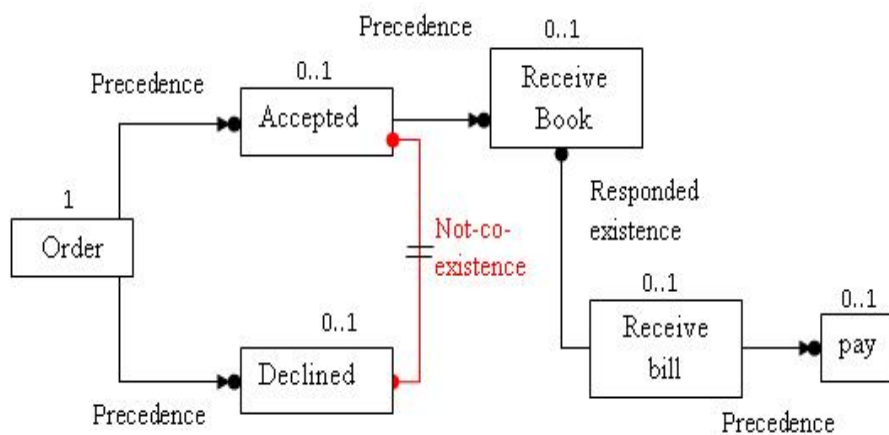 Precedence
0..1
Receive
Book
Precedence
0..1
Accepted
1
Order
Not-co-
existence
Responded
existence
0..1
Declined
Precedence
0..1
Receive
bill
0..1
pay
Precedence